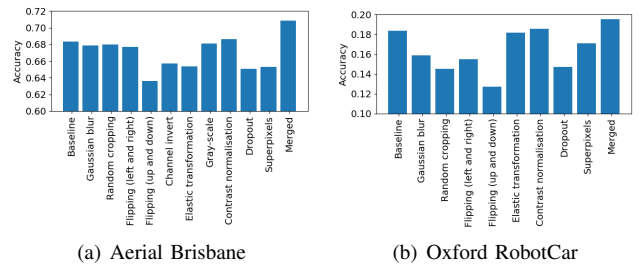 0.72
0.70
0.68
0.66
0.64
0.62
0.60
Accuracy
Baseline
Gaussian blur
Random cropping
Flipping (left and right)
Flipping (up and down)
Channel invert
Elastic transformation
Gray-scale
Contrast normalisation
Dropout
Superpixels
Merged
(a) Aerial Brisbane
0.20
0.18
0.16
0.14
0.12
0.10
Accuracy
Baseline
Gaussian blur
Random cropping
Flipping (left and right)
Flipping (up and down)
Elastic transformation
Contrast normalisation
Dropout
Superpixels
Merged
(b) Oxford RobotCar